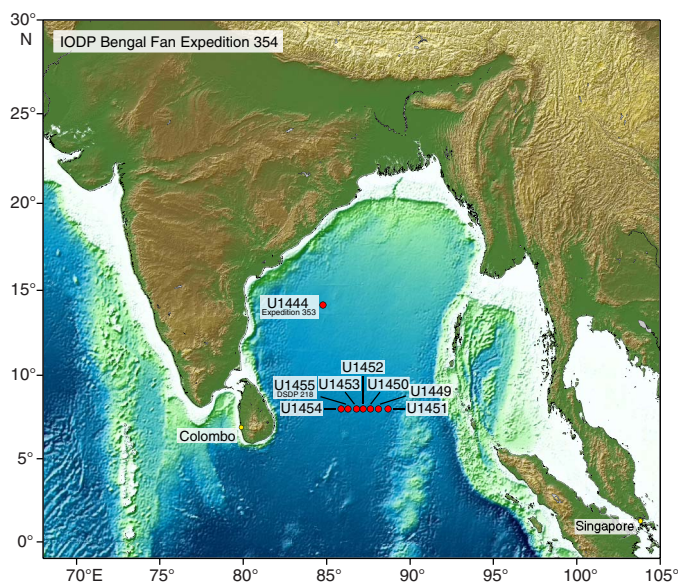 30°
N
IODP Bengal Fan Expedition 354
25°
20°
15°
U1444
Expedition 353
10°
U1452
U1455
DSDP 218
U1453
U1450
U1449
U1454
U1451
Colombo
5°
Singapore
0°
70°E
75°
80°
85°
90°
95°
100°
105°